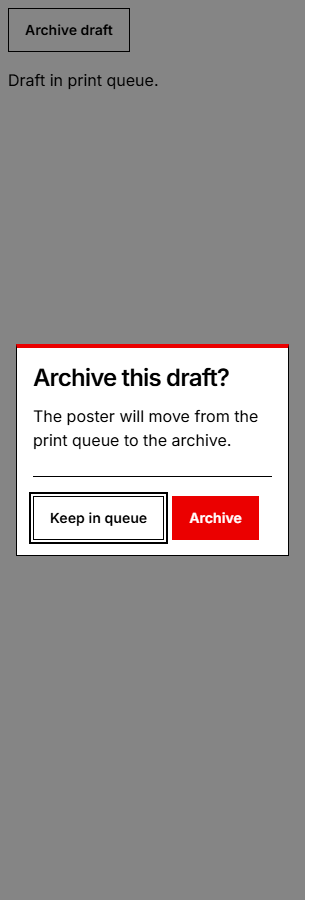 Archive draft
Draft in print queue.
Archive this draft?
The poster will move from the
print queue to the archive.
Keep in queue
Archive